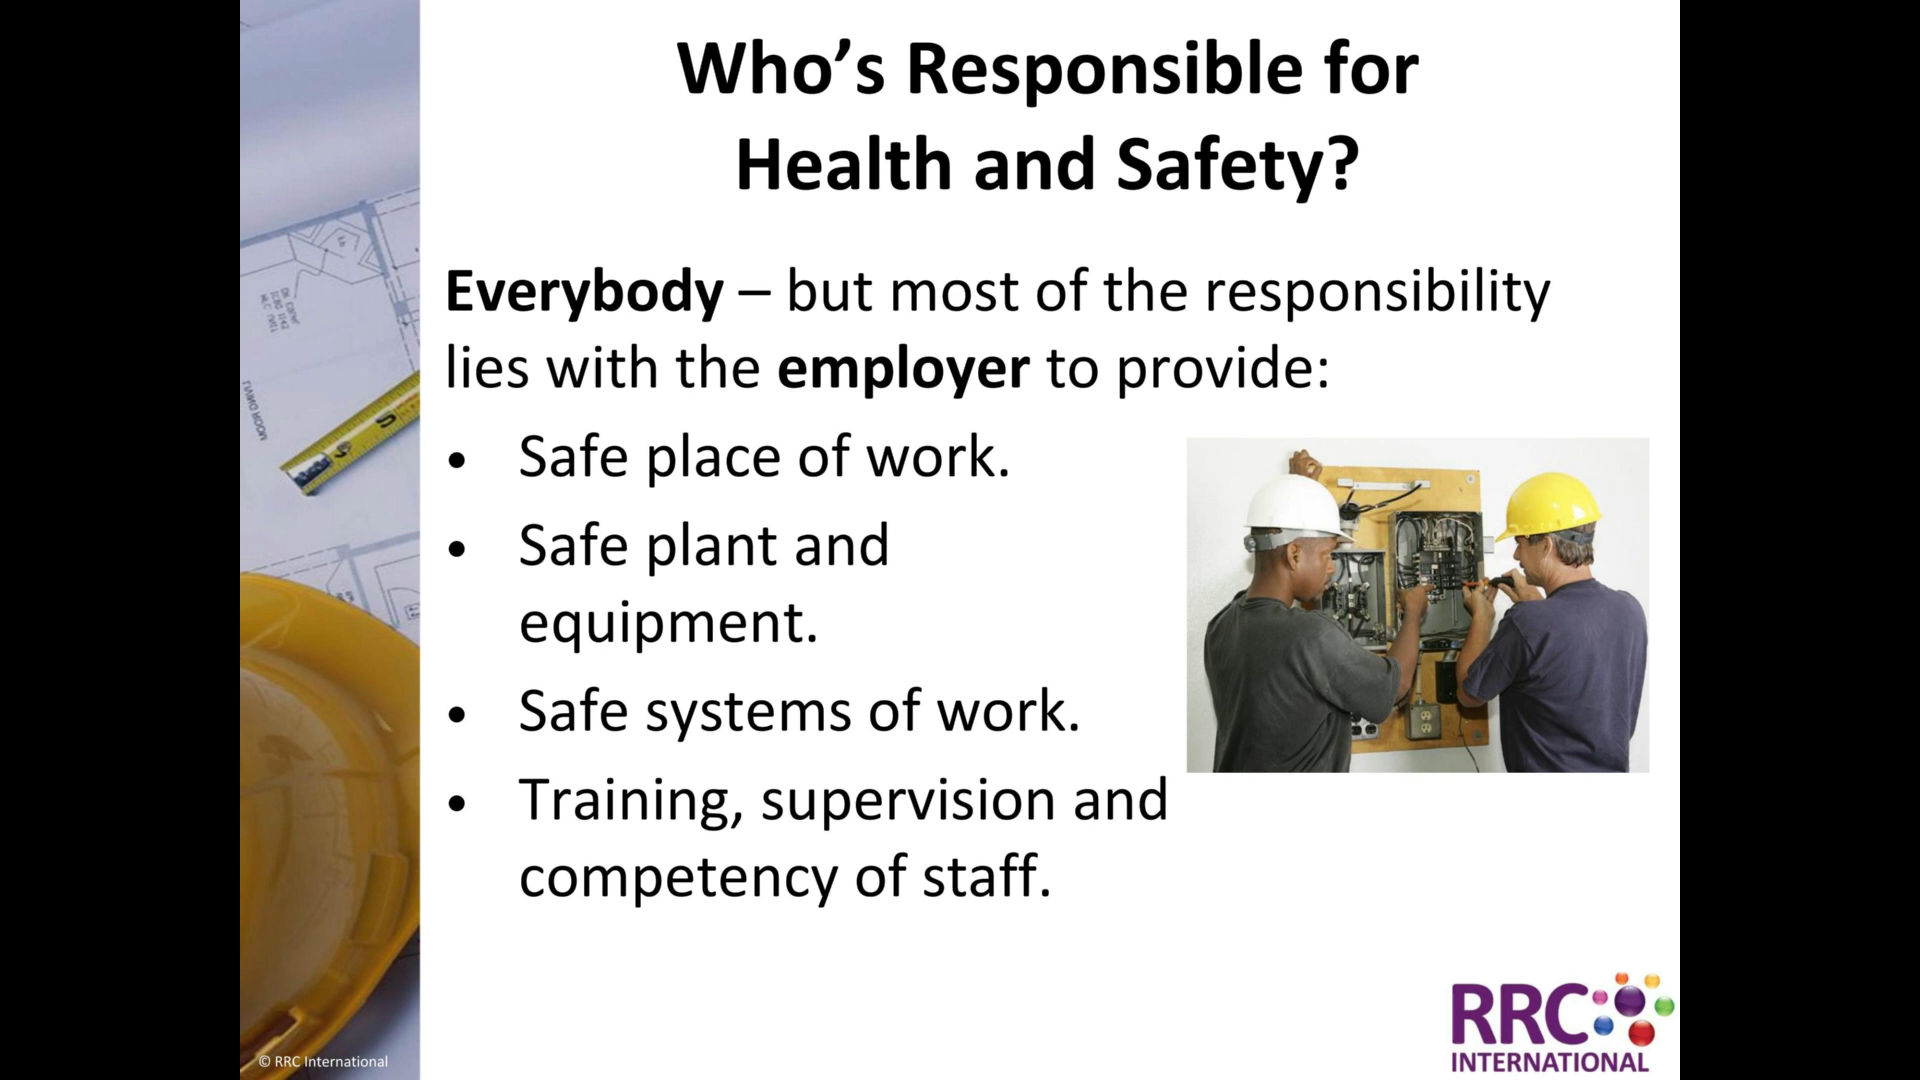 Who’s Responsible for
Health and Safety?
Everybody – but most of the responsibility
lies with the employer to provide:
• Safe place of work.
• Safe plant and
equipment.
• Safe systems of work.
• Training, supervision and
competency of staff.
© RRC International
RRC
INTERNATIONAL